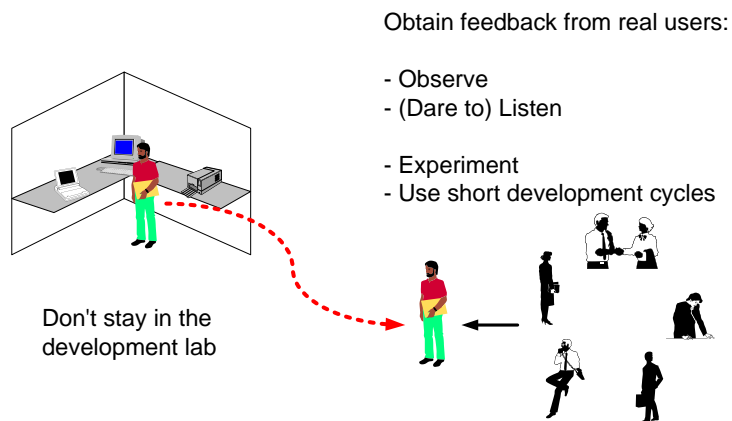 Obtain feedback from real users:
- Observe
- (Dare to) Listen
- Experiment
- Use short development cycles
Don't stay in the
development lab